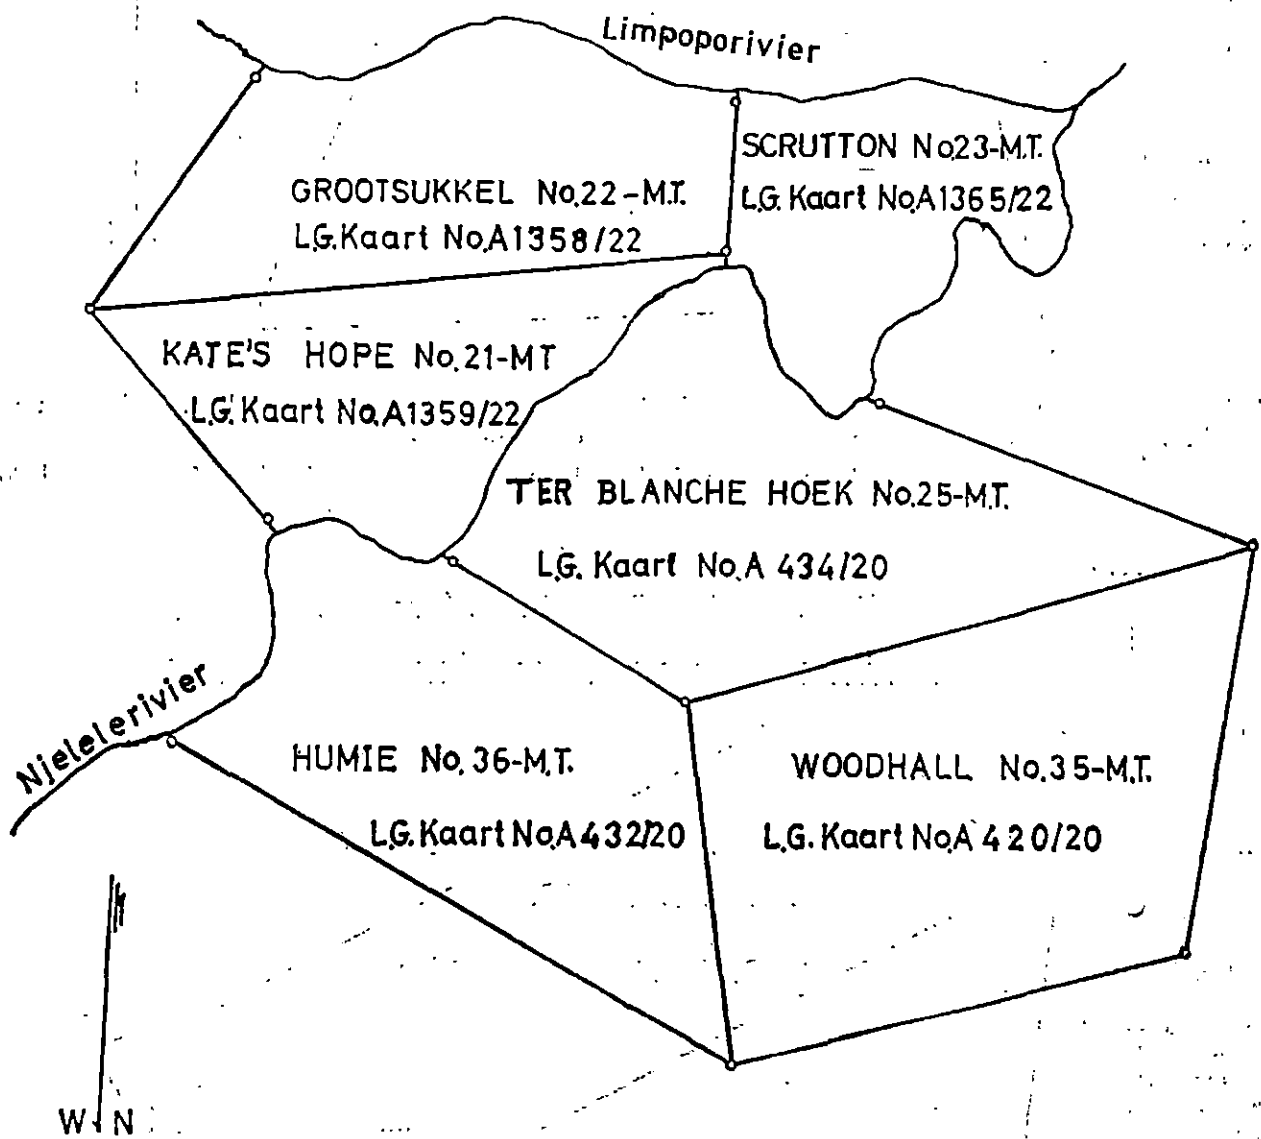 Limpoporivier
SCRUTTON No.23-M.T.
L.G. Kaart No.A1365/22
GROOTSUKKEL No.22-M.T.
L.G.Kaart No.A1358/22
KATE'S HOPE No.21-MT
L.G. Kaart No.A1359/22
TER BLANCHE HOEK No.25-M.T.
L.G. Kaart No.A 434/20
Njelelerivier
HUMIE No.36-M.T.
L.G.Kaart No.A432/20
WOODHALL No.35-M.T.
L.G.Kaart No.A 420/20
W N